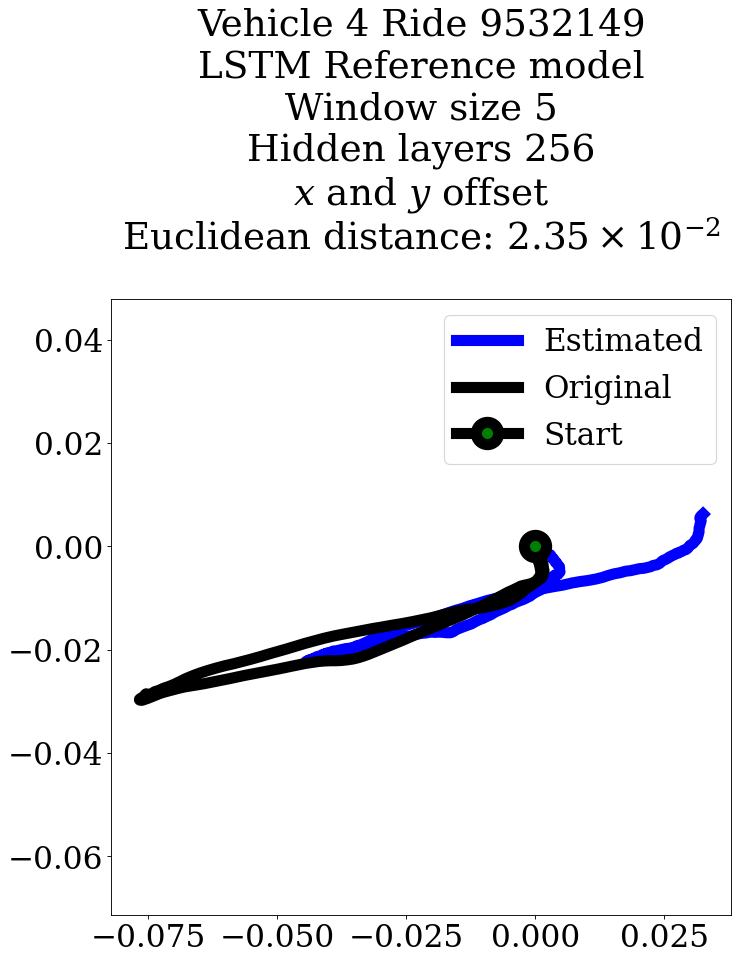 Vehicle 4 Ride 9532149
LSTM Reference model
Window size 5
Hidden layers 256
x and y offset
Euclidean distance: 2.35 × 10⁻²
Estimated
Original
Start
0.04
0.02
0.00
−0.02
−0.04
−0.06
−0.075 −0.050 −0.025 0.000 0.025